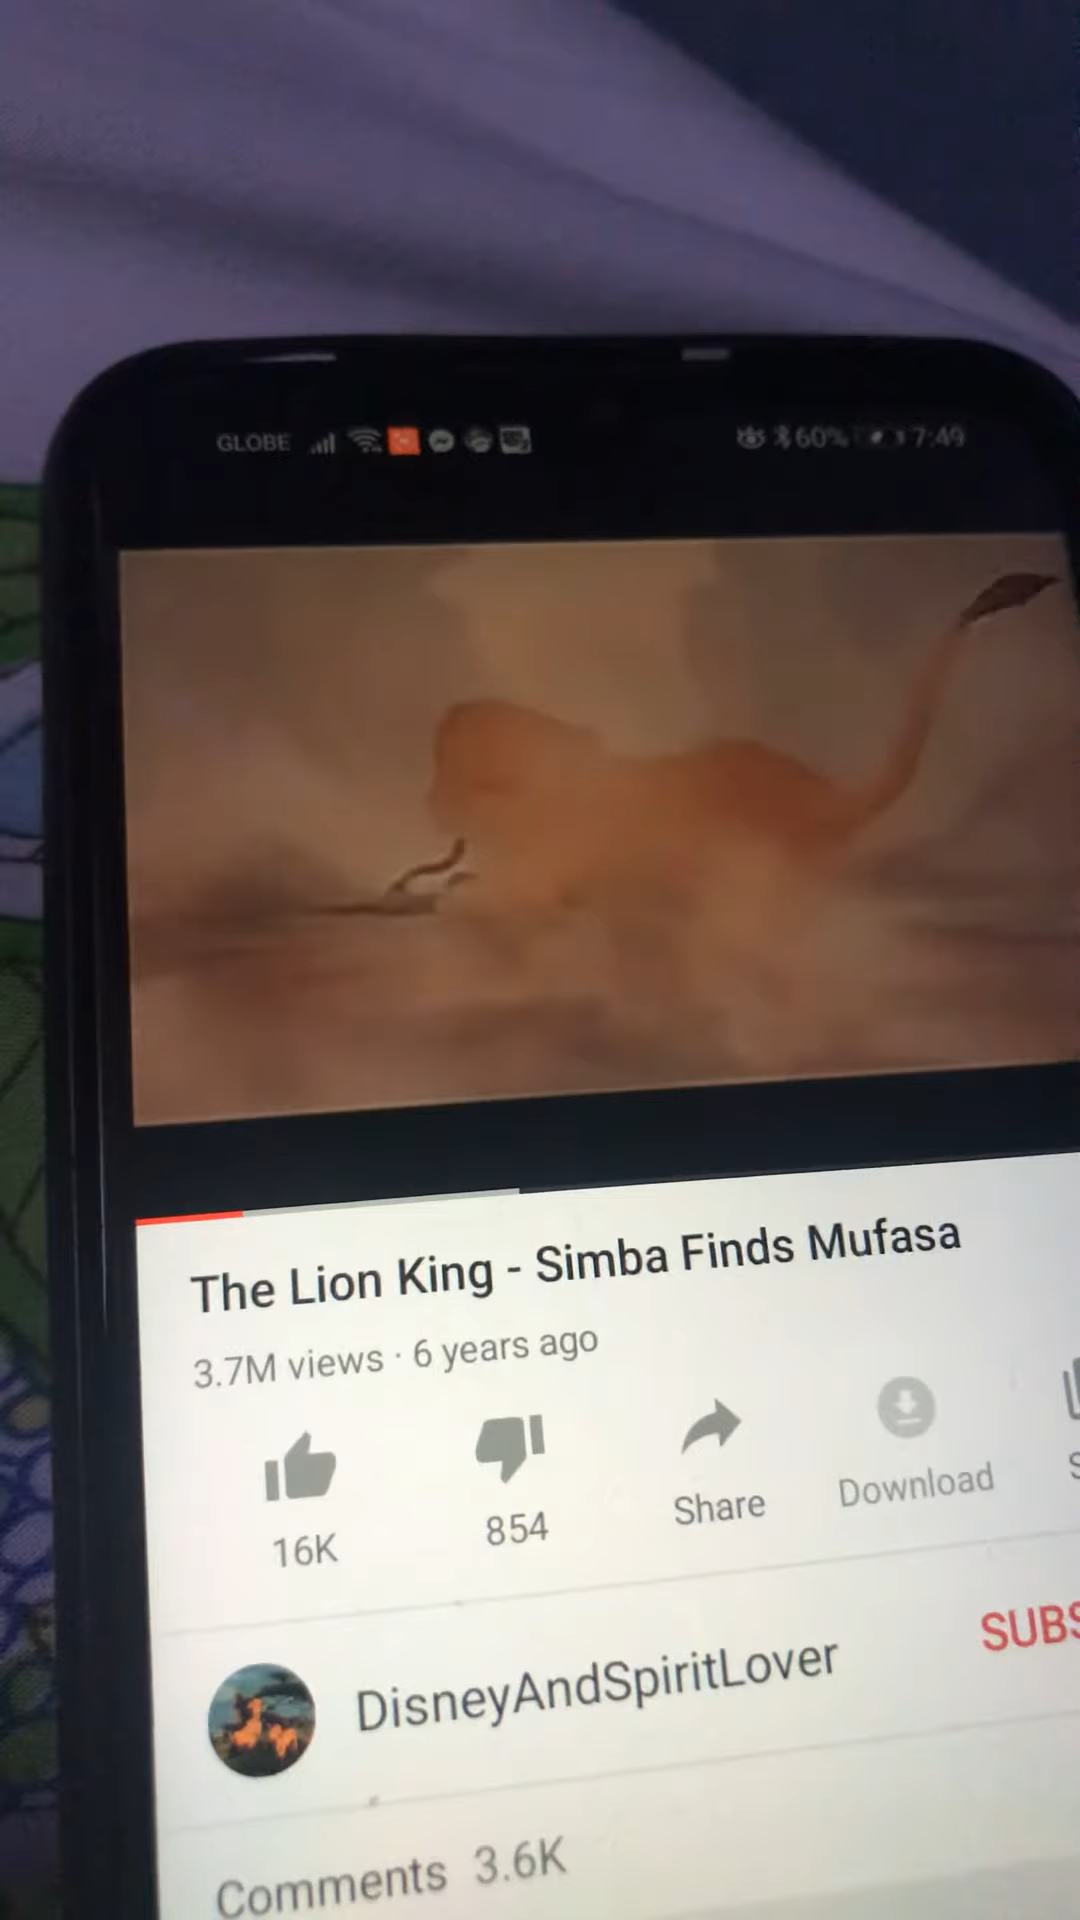 GLOBE 60% 7:49
The Lion King - Simba Finds Mufasa
3.7M views · 6 years ago
16K 854 Share Download
DisneyAndSpiritLover SUBS
Comments 3.6K